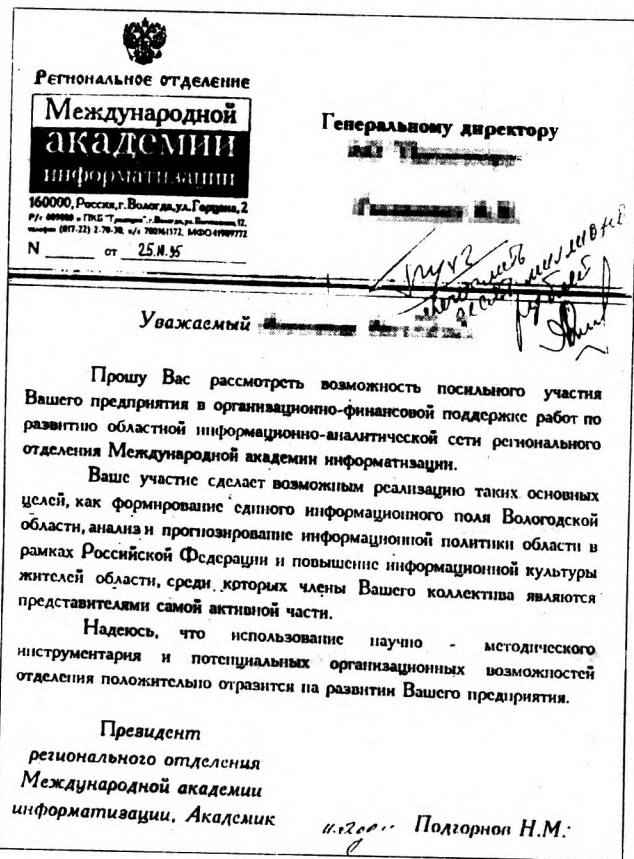 Региональное отделение
Международной
академии
информатизации
160000, Россия, г. Вологда, ул. Герцена, 2
N от 25.XI.95
Генеральному директору
перечислить
миллиона
рублей
Уважаемый
Прошу Вас рассмотреть возможность посильного участия
Вашего предприятия в организационно-финансовой поддержке работ по
развитию областной информационно-аналитической сети регионального
отделения Международной академии информатизации.
Ваше участие сделает возможным реализацию таких основных
целей, как формирование единого информационного поля Вологодской
области, анализ и прогнозирование информационной политики области в
рамках Российской Федерации и повышение информационной культуры
жителей области, среди которых члены Вашего коллектива являются
представителями самой активной части.
Надеюсь, что использование научно - методического
инструментария и потенциальных организационных возможностей
отделения положительно отразится на развитии Вашего предприятия.
Президент
регионального отделения
Международной академии
информатизации, Академик
Подгорнов Н.М.